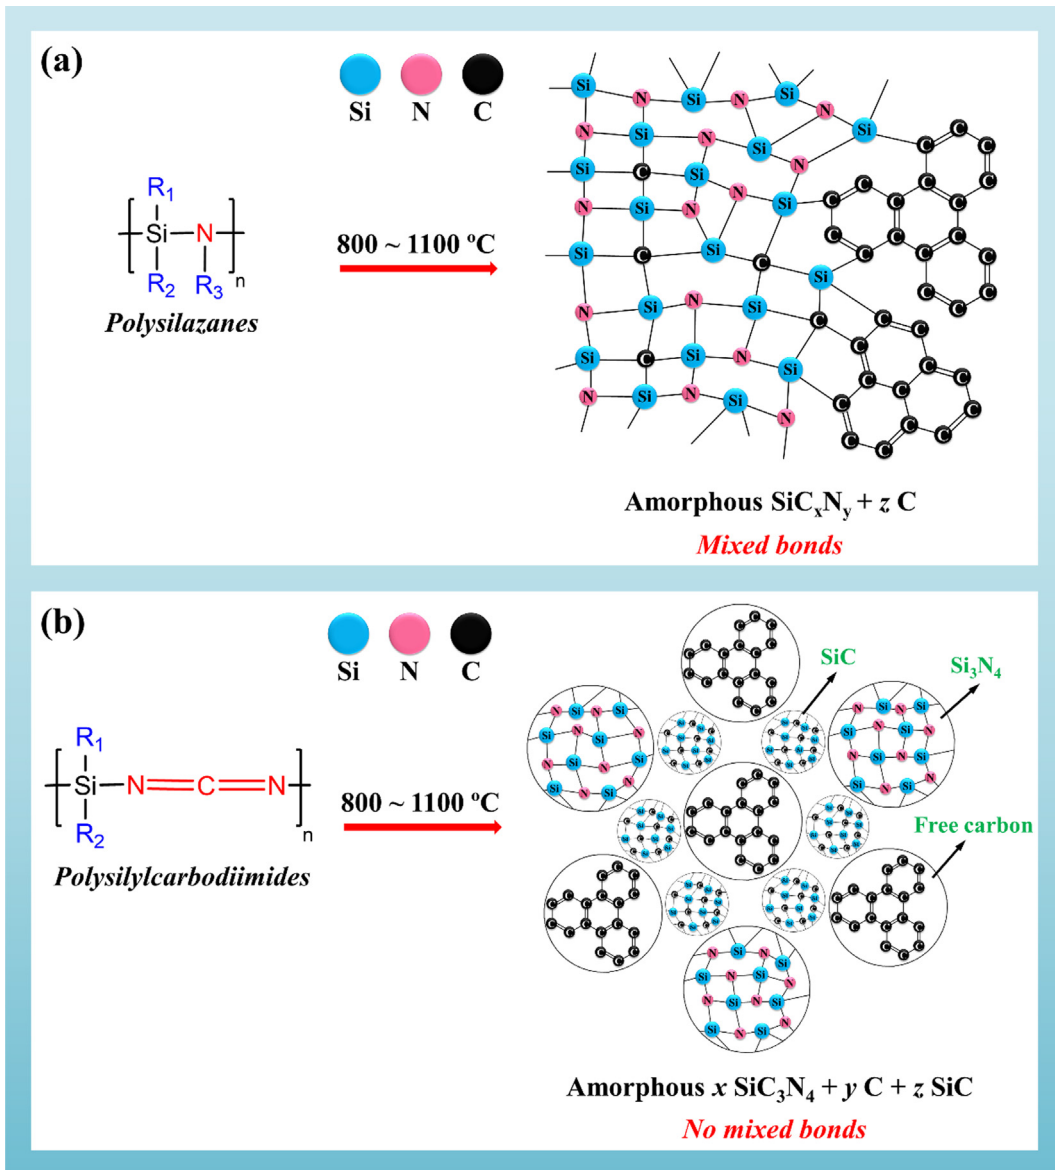 (a)
Si N C
R₁
Si N
n
R₂ R₃
Polysilazanes
800 ~ 1100 ºC
Amorphous SiCₓNᵧ + z C
Mixed bonds
(b)
Si N C
R₁
Si N C N
n
R₂
Polysilylcarbodiimides
800 ~ 1100 ºC
SiC
Si₃N₄
Free carbon
Amorphous x SiC₃N₄ + y C + z SiC
No mixed bonds